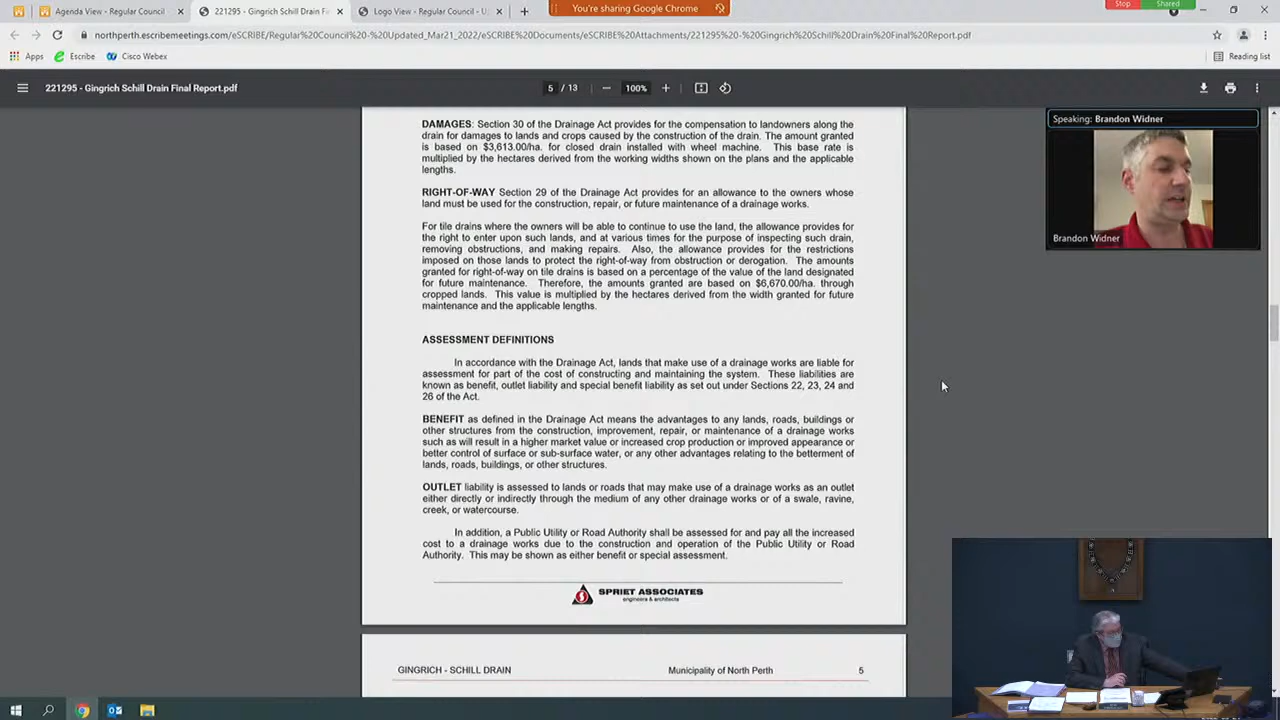 Agenda View - Regular Council
221295 - Gingrich Schill Drain Fi
Logo View - Regular Council - U
You're sharing Google Chrome
Stop
Shared
northperth.escribemeetings.com/eSCRIBE/Regular%20Council%20-%20Updated_Mar21_2022/eSCRIBE%20Documents/eSCRIBE%20Attachments/221295%20-%20Gingrich%20Schill%20Drain%20Final%20Report.pdf
Apps
Escribe
Cisco Webex
Reading list
221295 - Gingrich Schill Drain Final Report.pdf
5 / 13
100%
DAMAGES: Section 30 of the Drainage Act provides for the compensation to landowners along the
drain for damages to lands and crops caused by the construction of the drain. The amount granted
is based on $3,613.00/ha. for closed drain installed with wheel machine. This base rate is
multiplied by the hectares derived from the working widths shown on the plans and the applicable
lengths.
RIGHT-OF-WAY Section 29 of the Drainage Act provides for an allowance to the owners whose
land must be used for the construction, repair, or future maintenance of a drainage works.
For tile drains where the owners will be able to continue to use the land, the allowance provides for
the right to enter upon such lands, and at various times for the purpose of inspecting such drain,
removing obstructions, and making repairs. Also, the allowance provides for the restrictions
imposed on those lands to protect the right-of-way from obstruction or derogation. The amounts
granted for right-of-way on tile drains is based on a percentage of the value of the land designated
for future maintenance. Therefore, the amounts granted are based on $6,670.00/ha. through
cropped lands. This value is multiplied by the hectares derived from the width granted for future
maintenance and the applicable lengths.
ASSESSMENT DEFINITIONS
In accordance with the Drainage Act, lands that make use of a drainage works are liable for
assessment for part of the cost of constructing and maintaining the system. These liabilities are
known as benefit, outlet liability and special benefit liability as set out under Sections 22, 23, 24 and
26 of the Act.
BENEFIT as defined in the Drainage Act means the advantages to any lands, roads, buildings or
other structures from the construction, improvement, repair, or maintenance of a drainage works
such as will result in a higher market value or increased crop production or improved appearance or
better control of surface or sub-surface water, or any other advantages relating to the betterment of
lands, roads, buildings, or other structures.
OUTLET liability is assessed to lands or roads that may make use of a drainage works as an outlet
either directly or indirectly through the medium of any other drainage works or of a swale, ravine,
creek, or watercourse.
In addition, a Public Utility or Road Authority shall be assessed for and pay all the increased
cost to a drainage works due to the construction and operation of the Public Utility or Road
Authority. This may be shown as either benefit or special assessment.
SPRIET ASSOCIATES
engineers & architects
GINGRICH - SCHILL DRAIN
Municipality of North Perth
5
Speaking: Brandon Widner
Brandon Widner